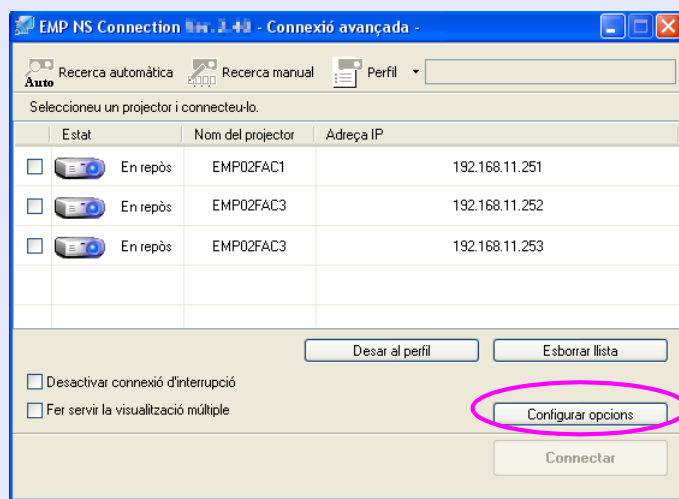 EMP NS Connection - Connexió avançada -
Auto Recerca automàtica Recerca manual Perfil
Seleccioneu un projector i connecteu-lo.
Estat Nom del projector Adreça IP
En repòs EMP02FAC1 192.168.11.251
En repòs EMP02FAC3 192.168.11.252
En repòs EMP02FAC3 192.168.11.253
Desar al perfil Esborrar llista
Desactivar connexió d'interrupció
Fer servir la visualització múltiple
Configurar opcions
Connectar